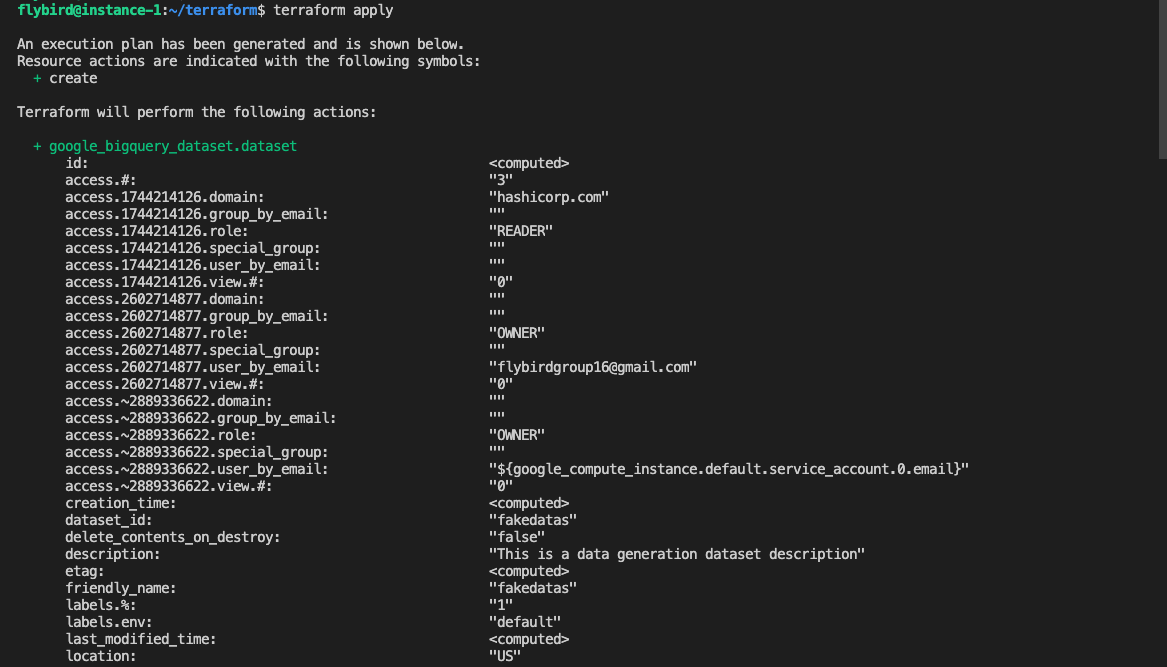 flybird@instance-1:~/terraform$ terraform apply
An execution plan has been generated and is shown below.
Resource actions are indicated with the following symbols:
+ create
Terraform will perform the following actions:
+ google_bigquery_dataset.dataset
id: <computed>
access.#: "3"
access.1744214126.domain: "hashicorp.com"
access.1744214126.group_by_email: ""
access.1744214126.role: "READER"
access.1744214126.special_group: ""
access.1744214126.user_by_email: ""
access.1744214126.view.#: "0"
access.2602714877.domain: ""
access.2602714877.group_by_email: ""
access.2602714877.role: "OWNER"
access.2602714877.special_group: ""
access.2602714877.user_by_email: "flybirdgroup16@gmail.com"
access.2602714877.view.#: "0"
access.~2889336622.domain: ""
access.~2889336622.group_by_email: ""
access.~2889336622.role: "OWNER"
access.~2889336622.special_group: ""
access.~2889336622.user_by_email: "${google_compute_instance.default.service_account.0.email}"
access.~2889336622.view.#: "0"
creation_time: <computed>
dataset_id: "fakedatas"
delete_contents_on_destroy: "false"
description: "This is a data generation dataset description"
etag: <computed>
friendly_name: "fakedatas"
labels.%: "1"
labels.env: "default"
last_modified_time: <computed>
location: "US"